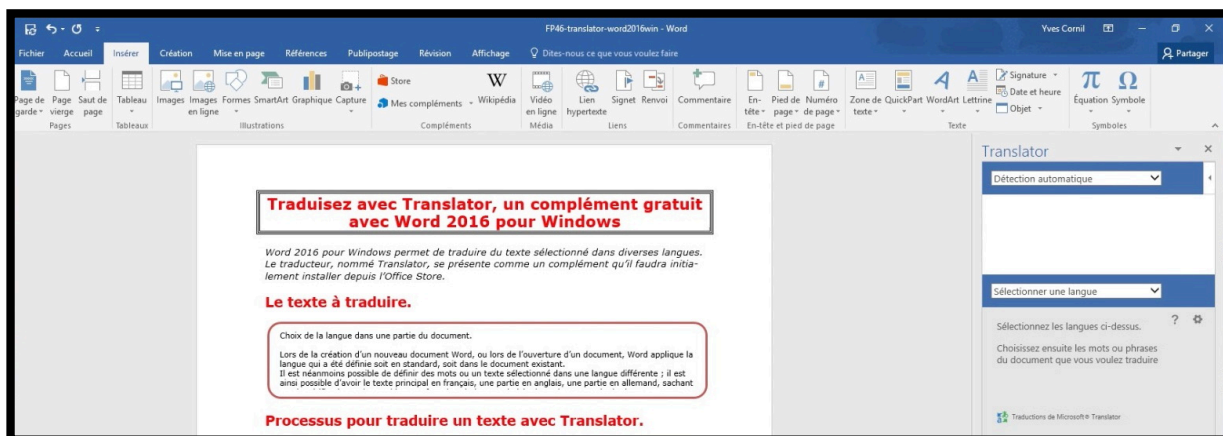 FP46-translator-word2016win - Word
Yves Cornil
Fichier Accueil Insérer Création Mise en page Références Publipostage Révision Affichage Dites-nous ce que vous voulez faire Partager
Page de garde
Page vierge
Saut de page
Pages
Tableau
Tableaux
Images
Images en ligne
Formes
SmartArt
Graphique
Capture
Illustrations
Store
Mes compléments
W
Wikipédia
Compléments
Vidéo en ligne
Média
Lien hypertexte
Signet
Renvoi
Liens
Commentaire
Commentaires
En-tête
Pied de page
Numéro de page
#
En-tête et pied de page
Zone de texte
QuickPart
WordArt
Lettrine
Signature
Date et heure
Objet
Texte
π
Équation
Ω
Symbole
Symboles
Traduisez avec Translator, un complément gratuit
avec Word 2016 pour Windows
Word 2016 pour Windows permet de traduire du texte sélectionné dans diverses langues.
Le traducteur, nommé Translator, se présente comme un complément qu'il faudra initia-
lement installer depuis l'Office Store.
Le texte à traduire.
Choix de la langue dans une partie du document.
Lors de la création d'un nouveau document Word, ou lors de l'ouverture d'un document, Word applique la
langue qui a été définie soit en standard, soit dans le document existant.
Il est néanmoins possible de définir des mots ou un texte sélectionné dans une langue différente ; il est
ainsi possible d'avoir le texte principal en français, une partie en anglais, une partie en allemand, sachant
Processus pour traduire un texte avec Translator.
Translator
Détection automatique
Sélectionner une langue
Sélectionnez les langues ci-dessus.
?
Choisissez ensuite les mots ou phrases
du document que vous voulez traduire
Traductions de Microsoft® Translator